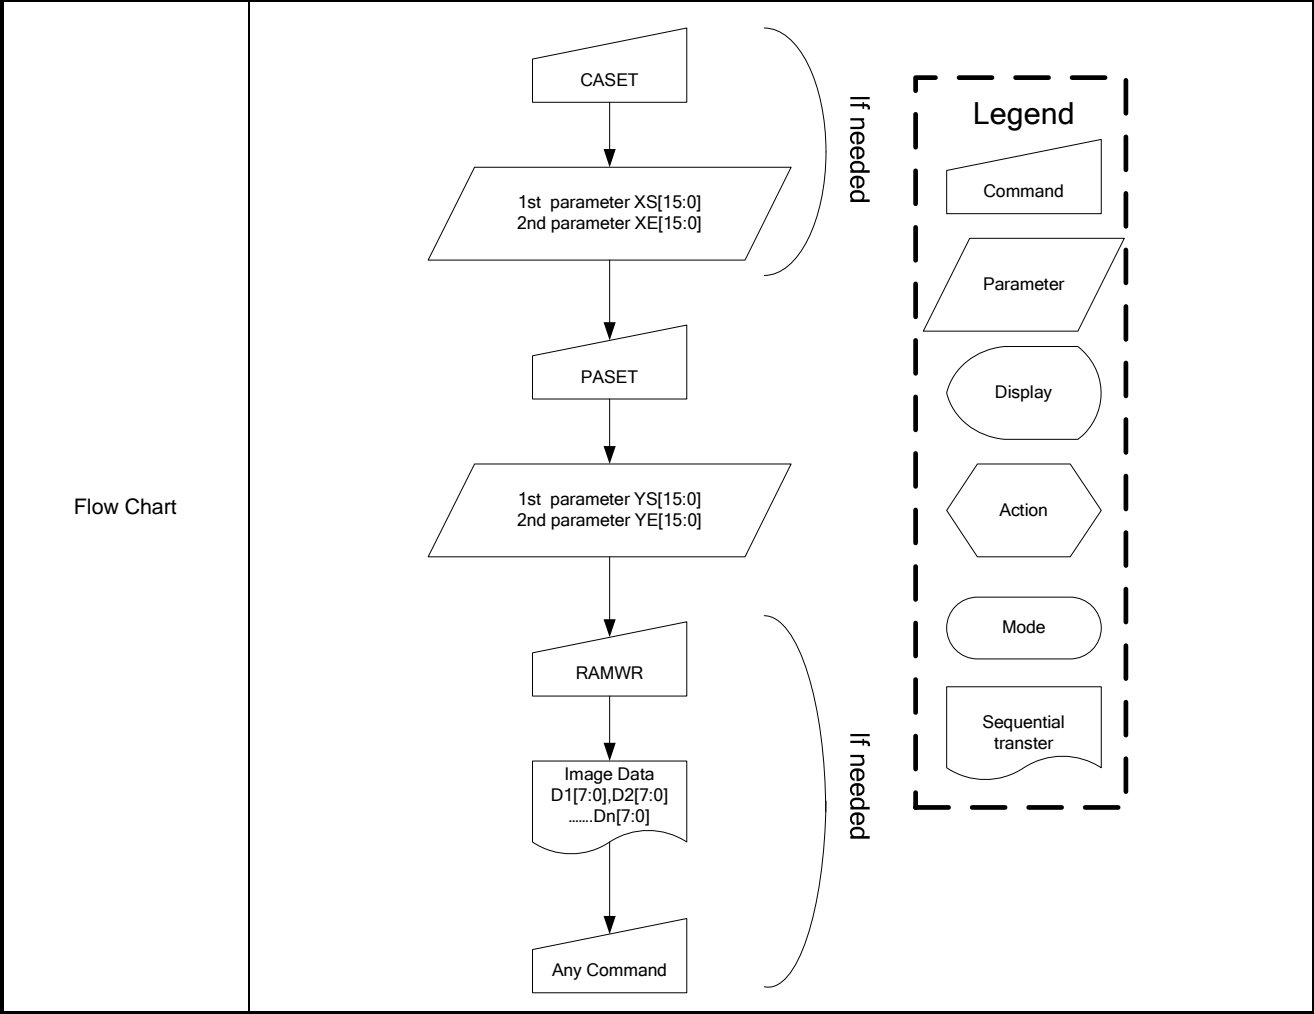 Flow Chart
CASET
1st parameter XS[15:0]
2nd parameter XE[15:0]
If needed
PASET
1st parameter YS[15:0]
2nd parameter YE[15:0]
RAMWR
Image Data
D1[7:0],D2[7:0]
.......Dn[7:0]
Any Command
If needed
Legend
Command
Parameter
Display
Action
Mode
Sequential
transter